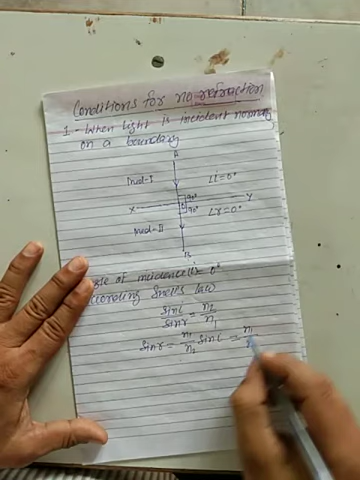 Conditions for no refraction
1 - When light is incident normally
on a boundary
A
Med-I
∠i = 0°
90°
X
Y
90°
Med-II
∠r = 0°
B
Angle of incidence (i) = 0°
According Snell's law
sin i / sin r = n₂ / n₁
sin r = n₁ / n₂ sin i = n₁